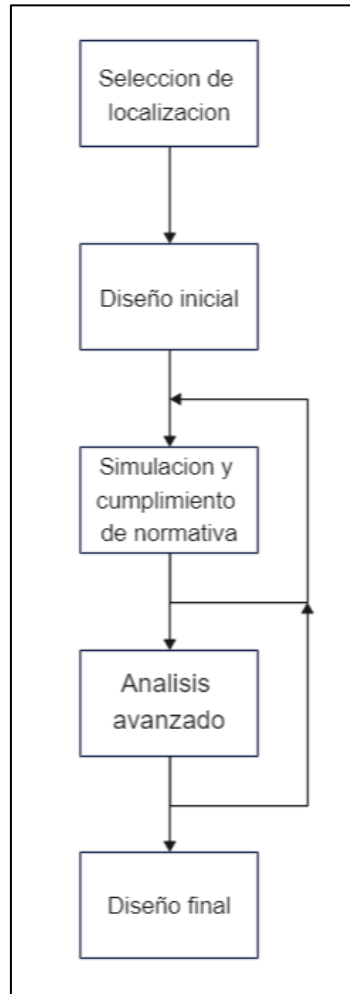 Seleccion de
localizacion
Diseño inicial
Simulacion y
cumplimiento
de normativa
Analisis
avanzado
Diseño final